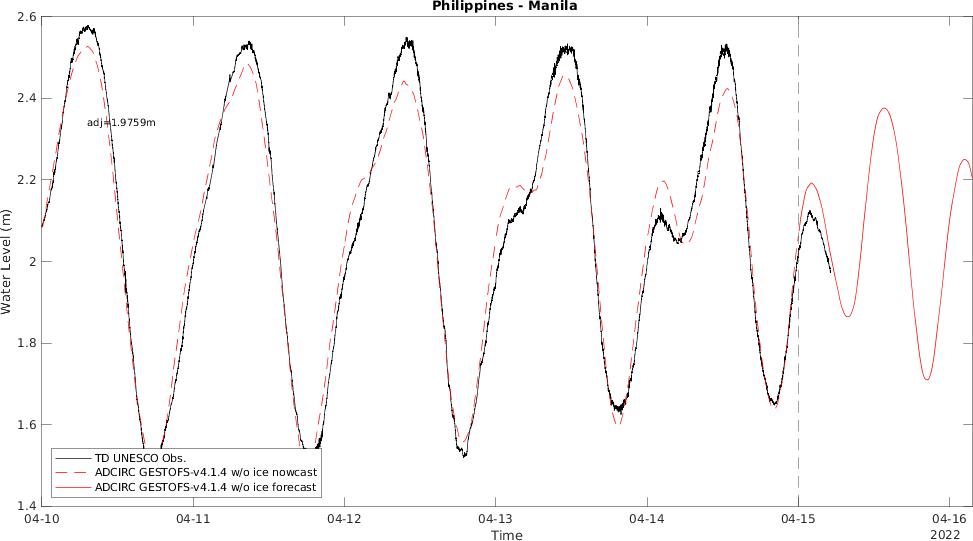 Philippines - Manila
2.6
2.4
2.2
2
1.8
1.6
1.4
Water Level (m)
adj=1.9759m
TD UNESCO Obs.
ADCIRC GESTOFS-v4.1.4 w/o ice nowcast
ADCIRC GESTOFS-v4.1.4 w/o ice forecast
04-10 04-11 04-12 04-13 04-14 04-15 04-16
Time
2022